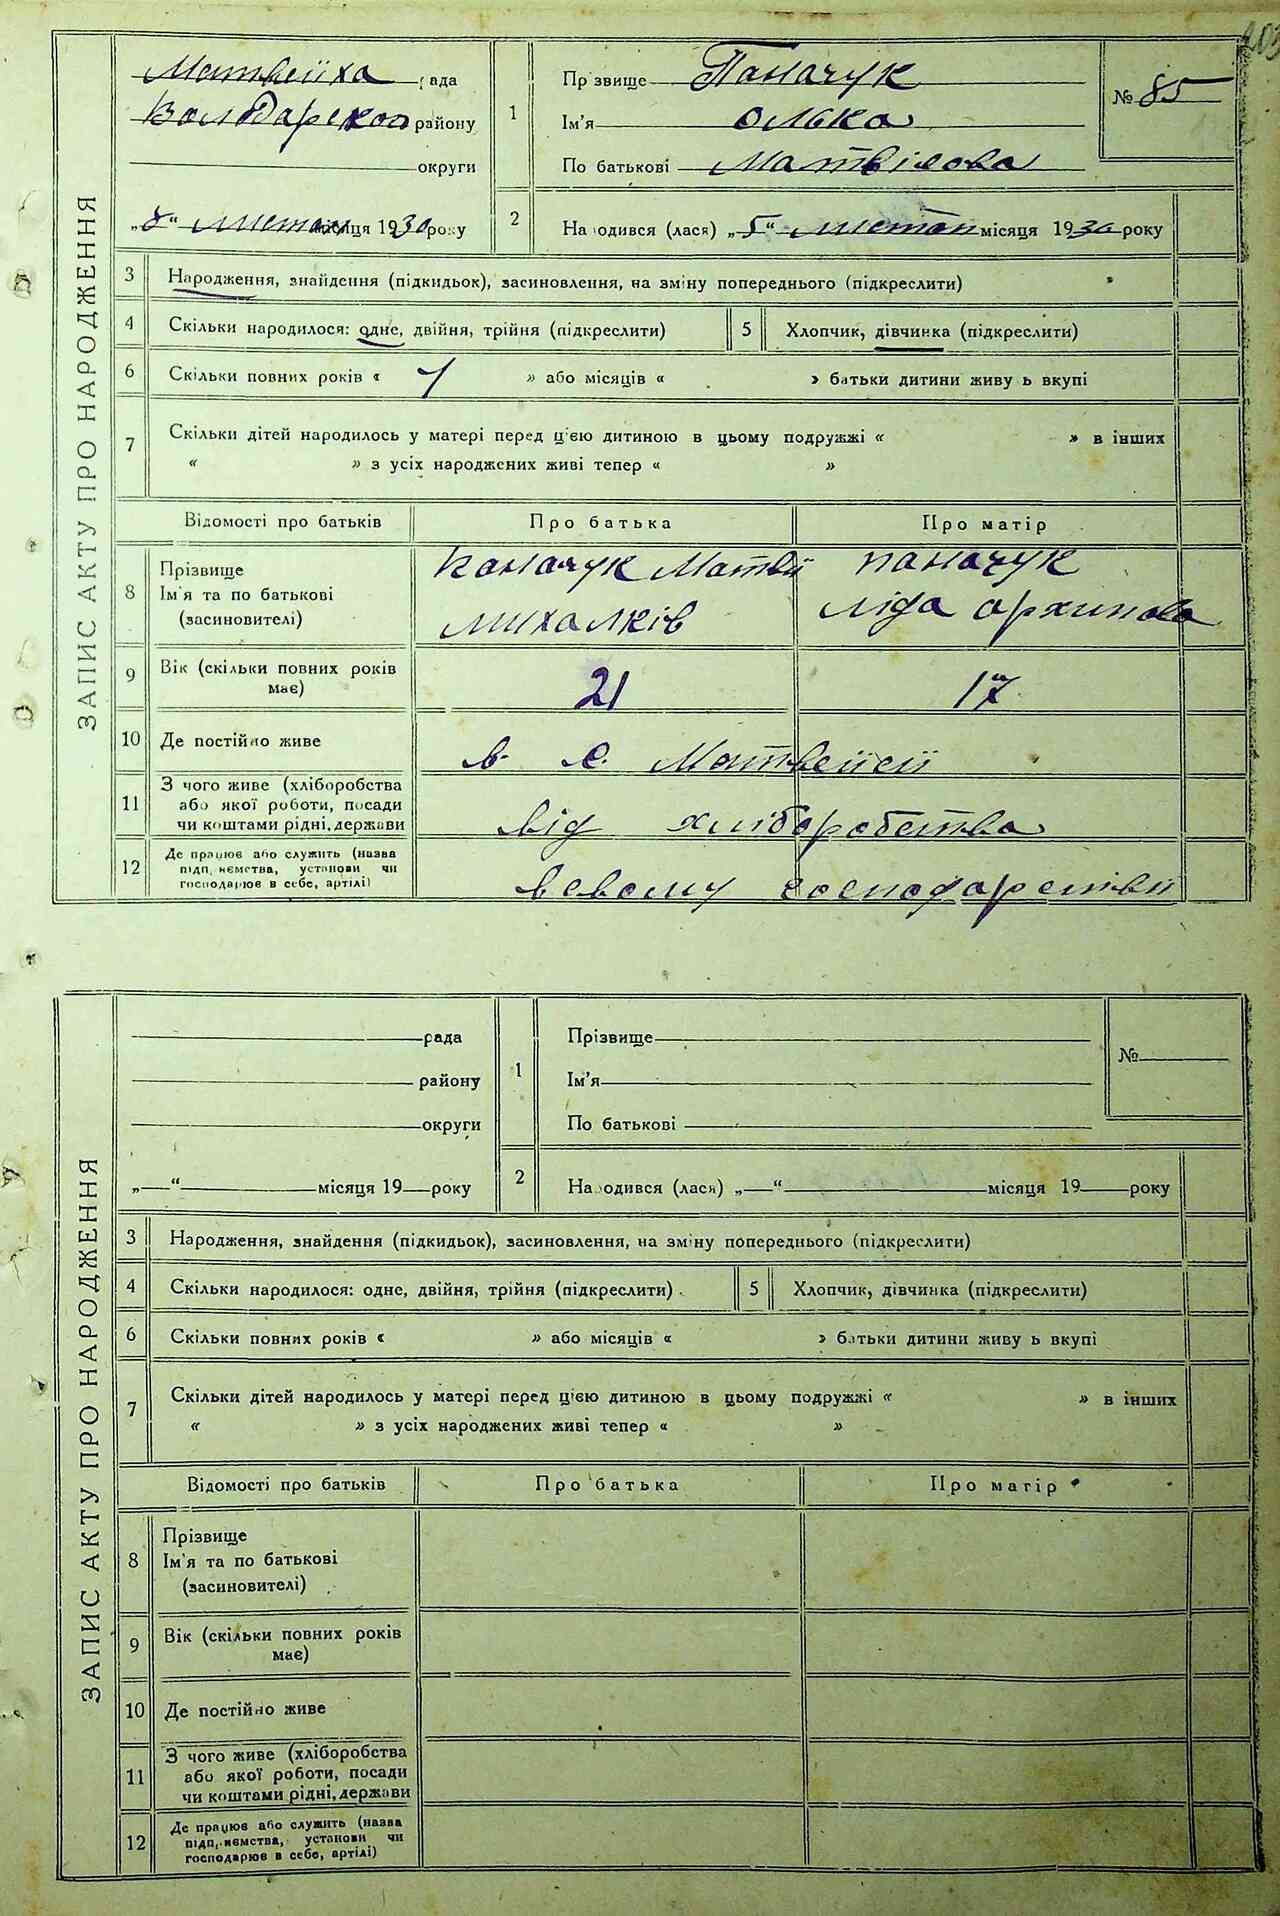 203
ЗАПИС АКТУ ПРО НАРОДЖЕННЯ
Матвеїха рада
Володарского району
округи
„8“ листопа місяця 1930 року
1
Прізвище Паначук
Ім'я Олька
По батькові Матвієова
№ 85
2
Народився (лася) „5“ листоп місяця 1930 року
3 Народження, знайдення (підкидьок), засиновлення, на зміну попереднього (підкреслити)
4 Скільки народилося: одне, двійня, трійня (підкреслити) 5 Хлопчик, дівчинка (підкреслити)
6 Скільки повних років « 1 » або місяців « » батьки дитини живуть вкупі
7 Скільки дітей народилось у матері перед ц'єю дитиною в цьому подружжі « » в інших
« » з усіх народжених живі тепер « »
Відомості про батьків Про батька Про матір
8 Прізвище
Ім'я та по батькові
(засиновителі)
Паначук Матвій
Михалків
Паначук
Ліда Архипова
9 Вік (скільки повних років
має)
21 17
10 Де постійно живе в с. Матвеїсії
11 З чого живе (хліборобства
або якої роботи, посади
чи коштами рідні, держави
від хліборобства
12 Де працює або служить (назва
підприємства, установи чи
господарює в себе, артілі)
в свому господарстві
ЗАПИС АКТУ ПРО НАРОДЖЕННЯ
рада
району
округи
„ “ місяця 19 року
1
Прізвище
Ім'я
По батькові
№
2
Народився (лася) „ “ місяця 19 року
3 Народження, знайдення (підкидьок), засиновлення, на зміну попереднього (підкреслити)
4 Скільки народилося: одне, двійня, трійня (підкреслити) 5 Хлопчик, дівчинка (підкреслити)
6 Скільки повних років « » або місяців « » батьки дитини живуть вкупі
7 Скільки дітей народилось у матері перед ц'єю дитиною в цьому подружжі « » в інших
« » з усіх народжених живі тепер « »
Відомості про батьків Про батька Про матір
8 Прізвище
Ім'я та по батькові
(засиновителі)
9 Вік (скільки повних років
має)
10 Де постійно живе
11 З чого живе (хліборобства
або якої роботи, посади
чи коштами рідні, держави
12 Де працює або служить (назва
підприємства, установи чи
господарює в себе, артілі)